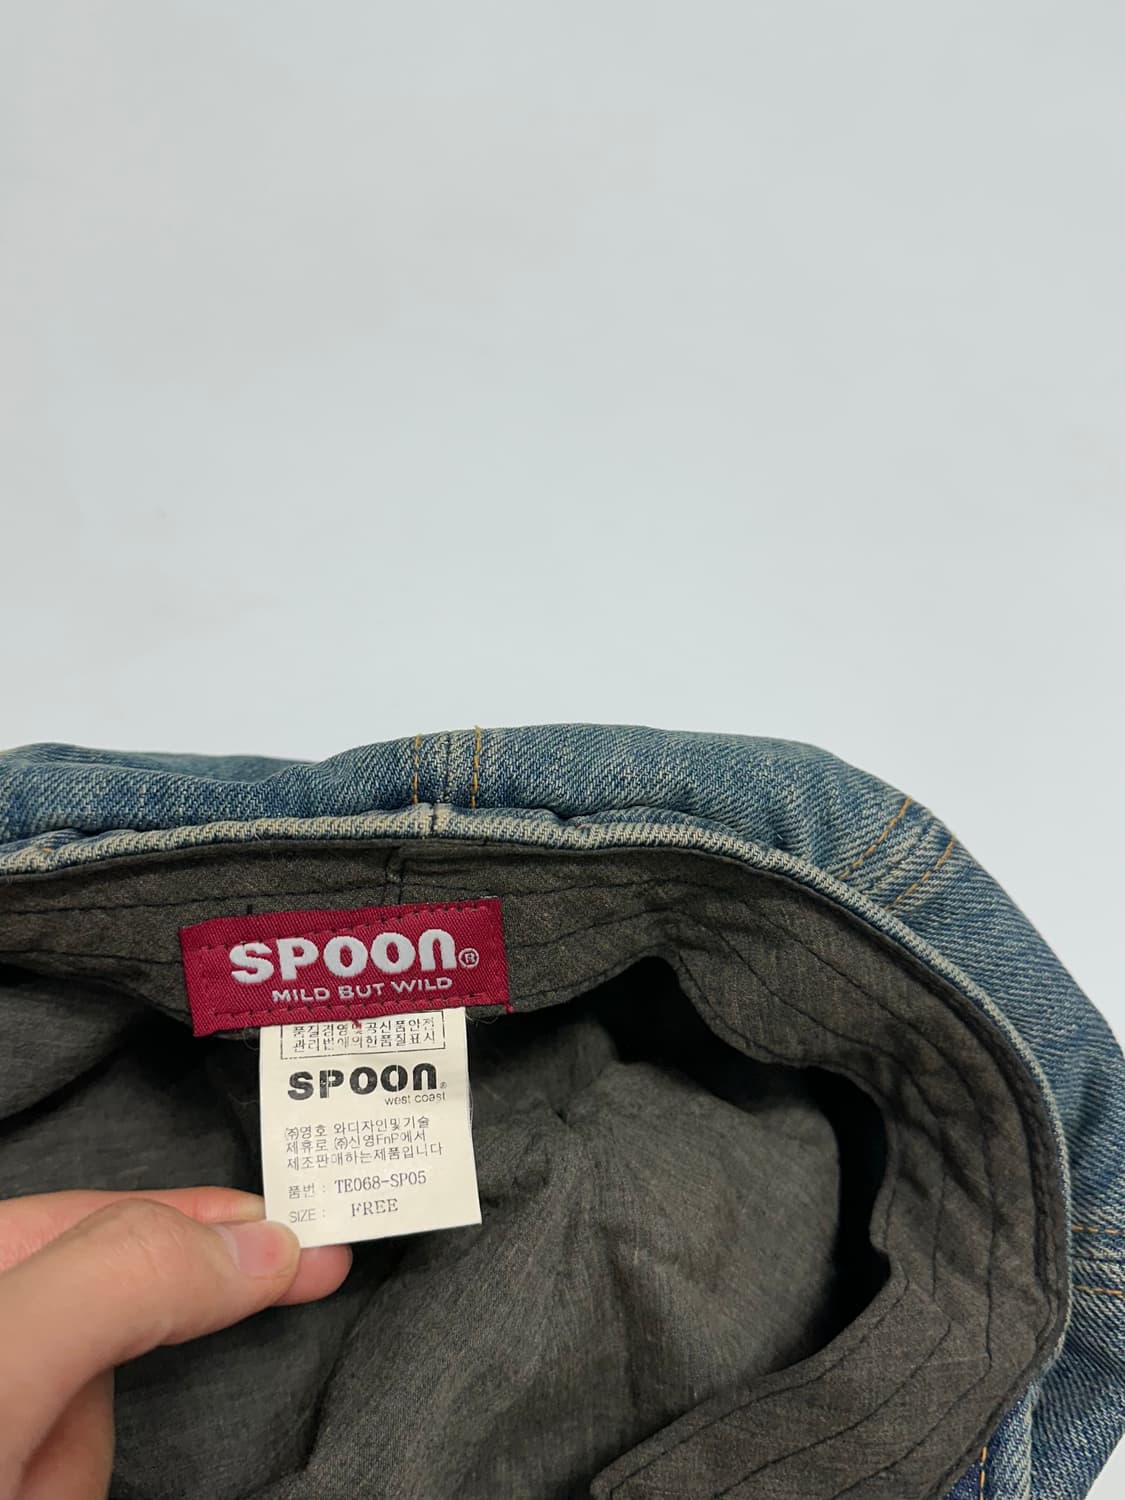 SPOON®
MILD BUT WILD
품질경영및공산품안전
관리법에의한품질표시
SPOON®
west coast
㈜영호 와디자인및기술
제휴로 ㈜신영FnP에서
제조판매하는제품입니다
품번 : TE068-SP05
SIZE : FREE